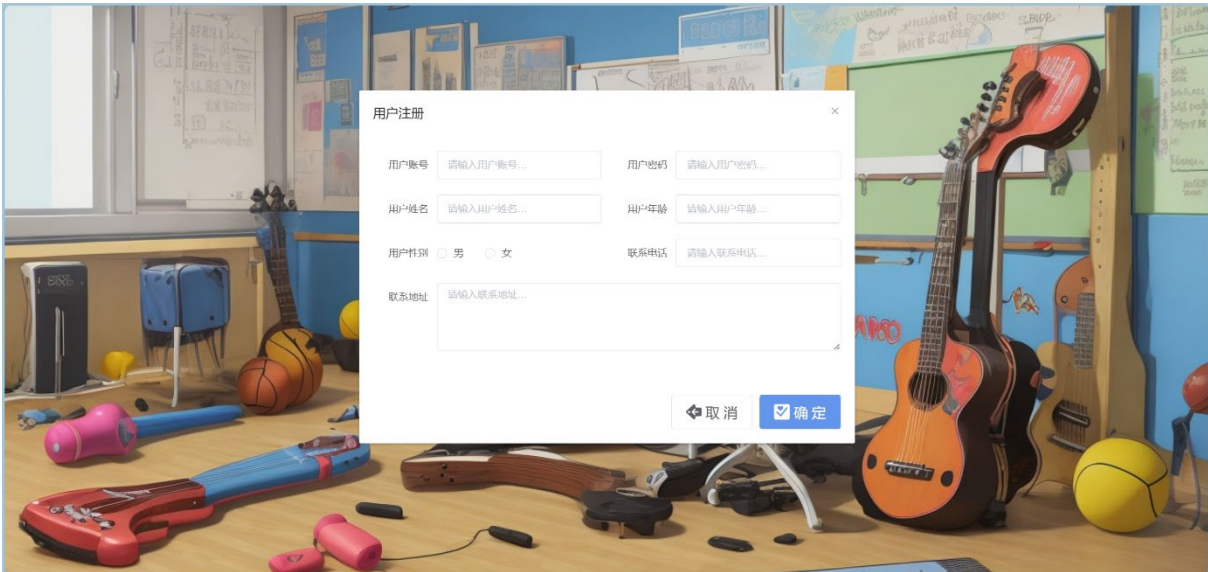 用户注册
用户账号 请输入用户账号... 用户密码 请输入用户密码...
用户姓名 请输入用户姓名... 用户年龄 请输入用户年龄...
用户性别 男 女 联系电话 请输入联系电话...
联系地址 请输入联系地址...
取消 确定